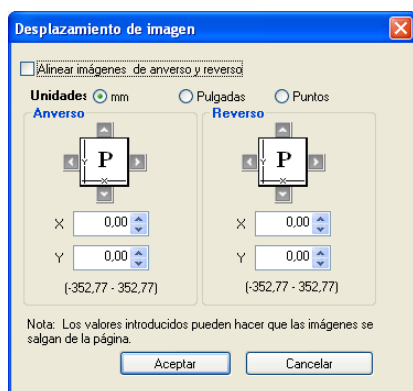 Desplazamiento de imagen
Alinear imágenes de anverso y reverso
Unidades mm Pulgadas Puntos
Anverso Reverso
P P
X 0,00 X 0,00
Y 0,00 Y 0,00
(-352,77 - 352,77) (-352,77 - 352,77)
Nota: Los valores introducidos pueden hacer que las imágenes se
salgan de la página.
Aceptar Cancelar